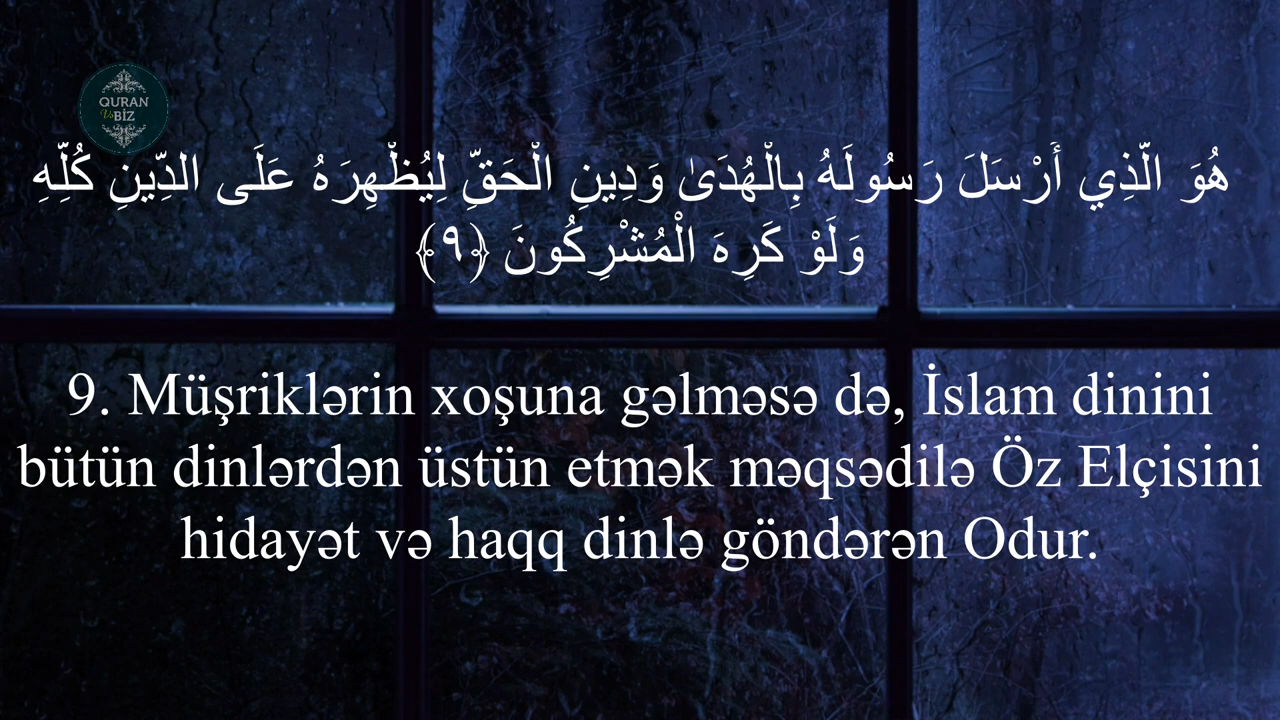 QURAN
Və BİZ
هُوَ الَّذِي أَرْسَلَ رَسُولَهُ بِالْهُدَىٰ وَدِينِ الْحَقِّ لِيُظْهِرَهُ عَلَى الدِّينِ كُلِّهِ
وَلَوْ كَرِهَ الْمُشْرِكُونَ ﴿٩﴾
9. Müşriklərin xoşuna gəlməsə də, İslam dinini
bütün dinlərdən üstün etmək məqsədilə Öz Elçisini
hidayət və haqq dinlə göndərən Odur.